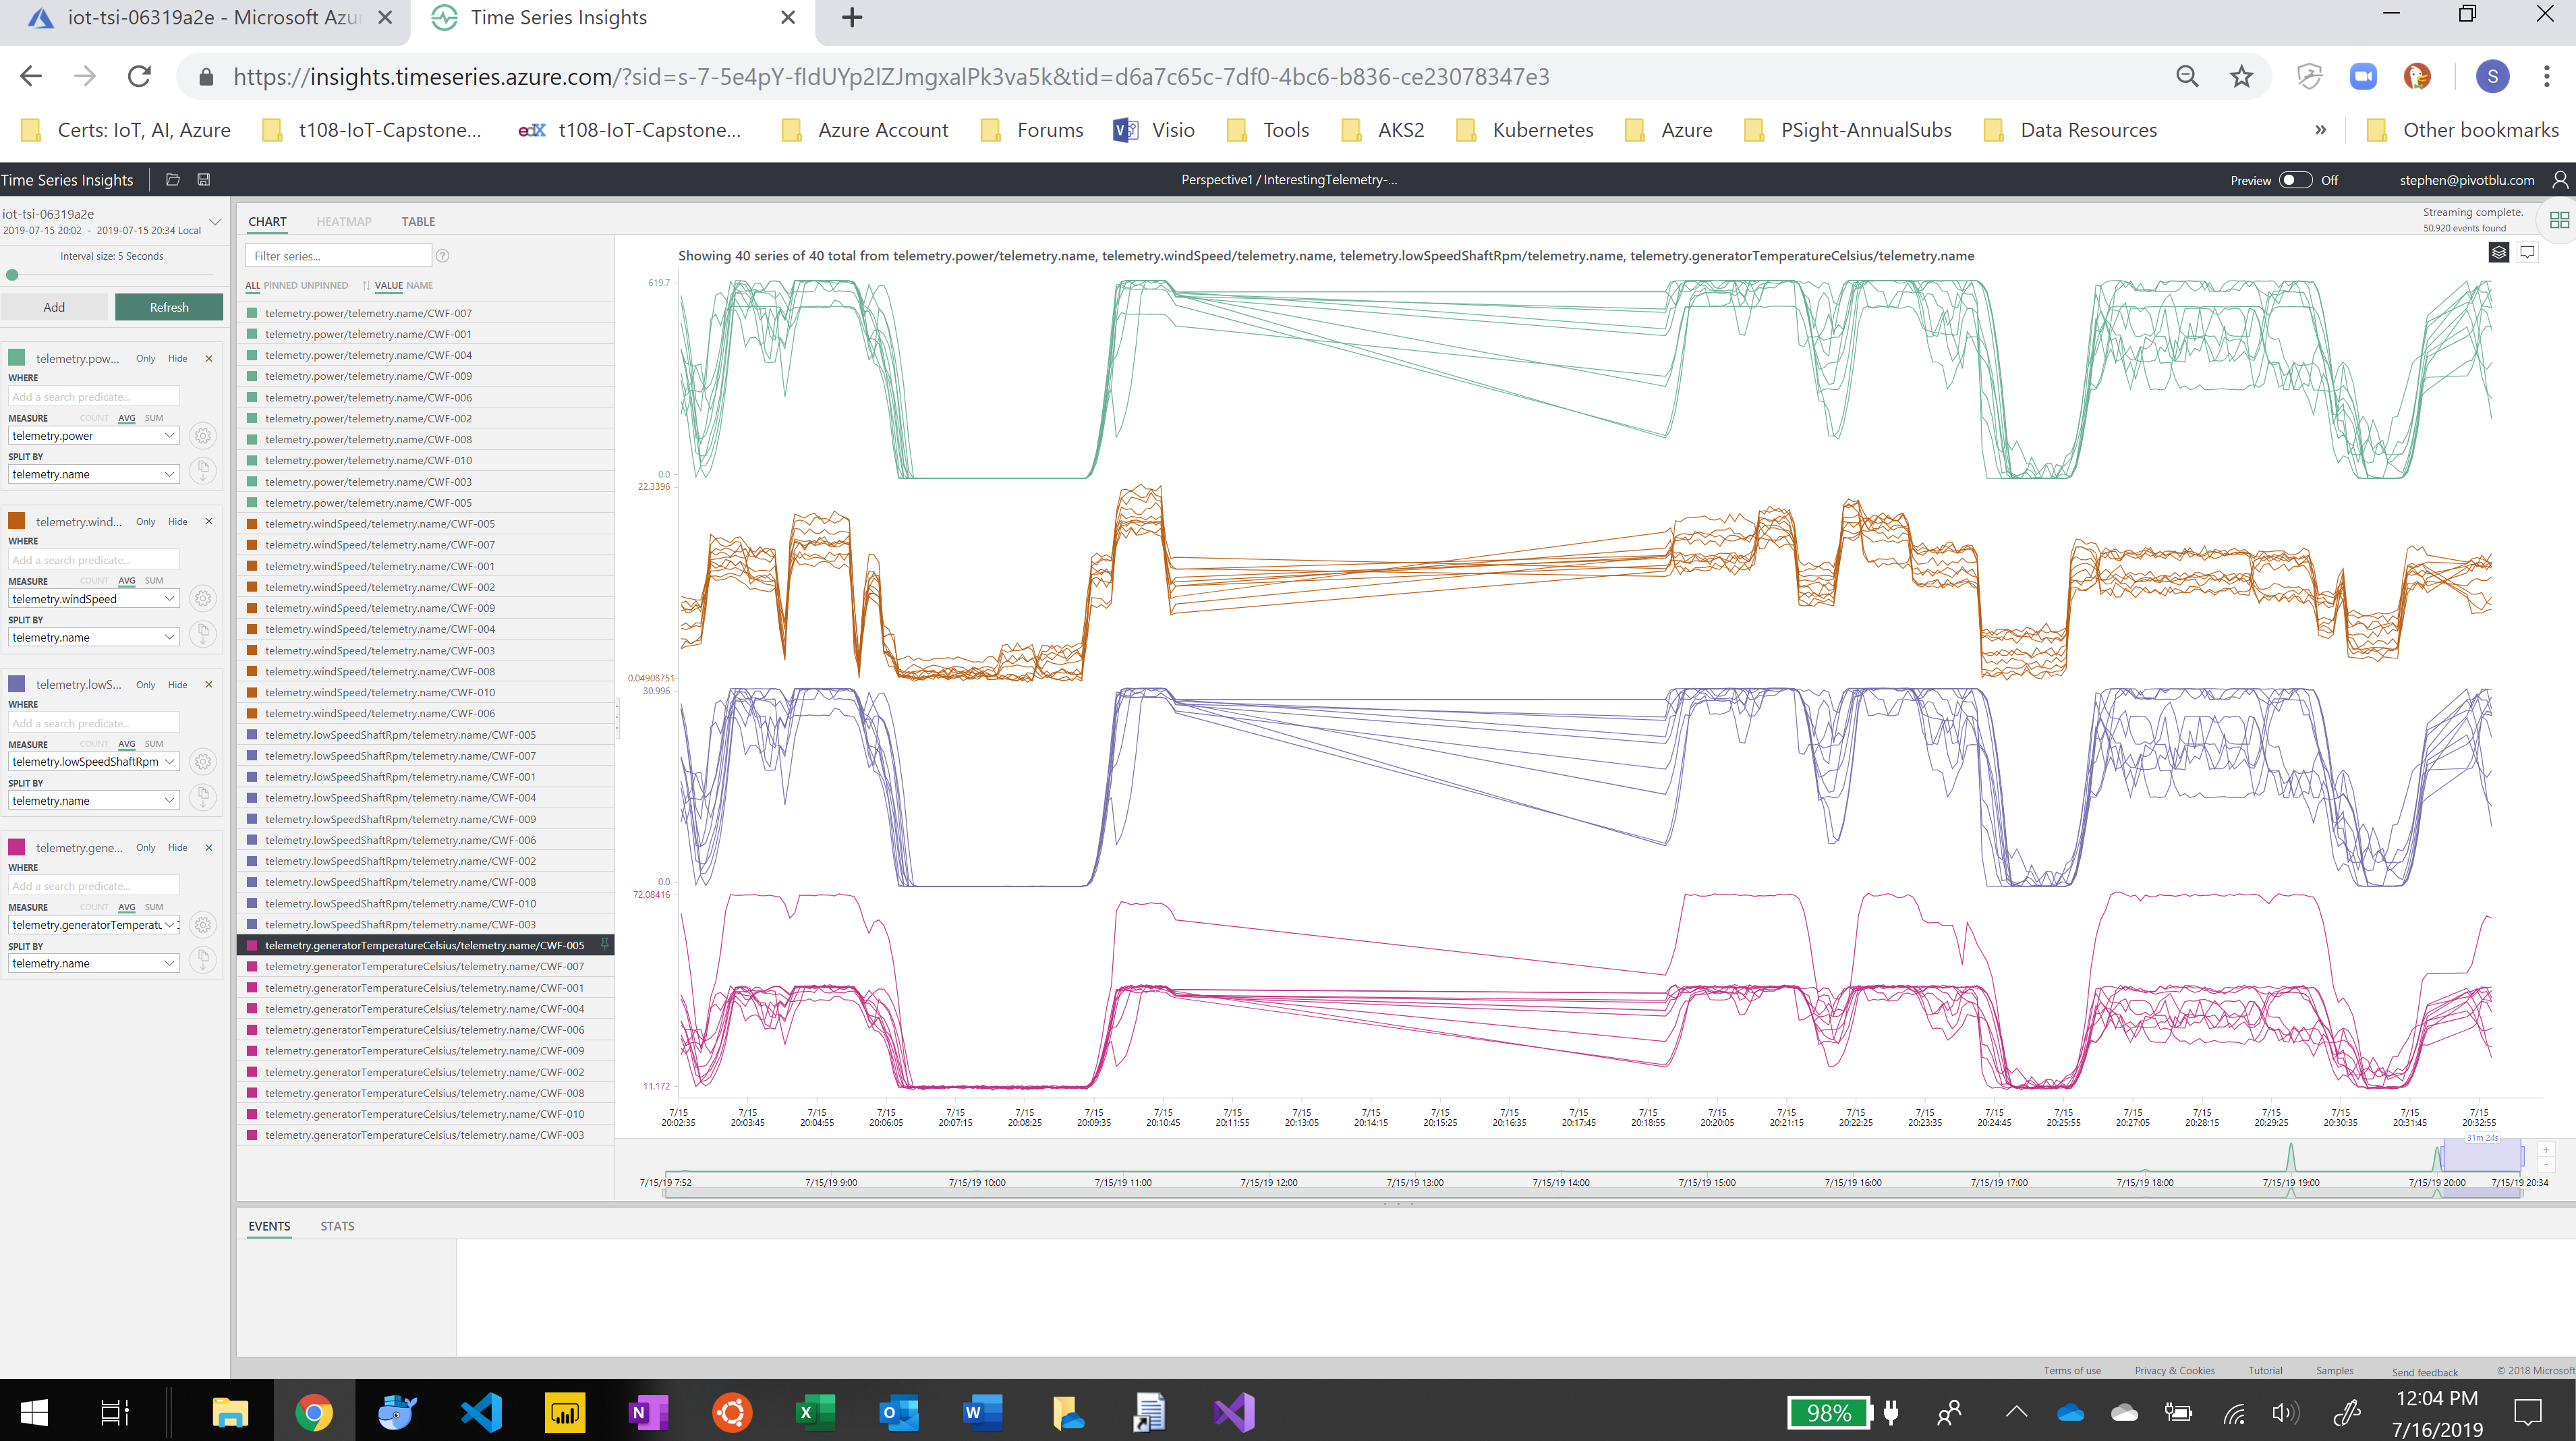 iot-tsi-06319a2e - Microsoft Azu
Time Series Insights
https://insights.timeseries.azure.com/?sid=s-7-5e4pY-fIdUYp2lZJmgxalPk3va5k&tid=d6a7c65c-7df0-4bc6-b836-ce23078347e3
S
Certs: IoT, AI, Azure
t108-IoT-Capstone...
edX t108-IoT-Capstone...
Azure Account
Forums
Visio
Tools
AKS2
Kubernetes
Azure
PSight-AnnualSubs
Data Resources
»
Other bookmarks
Time Series Insights
Perspective1 / InterestingTelemetry-...
Preview Off
stephen@pivotblu.com
iot-tsi-06319a2e
2019-07-15 20:02 - 2019-07-15 20:34 Local
Interval size: 5 Seconds
Add Refresh
telemetry.pow... Only Hide ×
WHERE
Add a search predicate...
MEASURE COUNT AVG SUM
telemetry.power
SPLIT BY
telemetry.name
telemetry.wind... Only Hide ×
WHERE
Add a search predicate...
MEASURE COUNT AVG SUM
telemetry.windSpeed
SPLIT BY
telemetry.name
telemetry.lowS... Only Hide ×
WHERE
Add a search predicate...
MEASURE COUNT AVG SUM
telemetry.lowSpeedShaftRpm
SPLIT BY
telemetry.name
telemetry.gene... Only Hide ×
WHERE
Add a search predicate...
MEASURE COUNT AVG SUM
telemetry.generatorTemperatu
SPLIT BY
telemetry.name
CHART HEATMAP TABLE
Streaming complete.
50,920 events found
Filter series... ?
ALL PINNED UNPINNED VALUE NAME
telemetry.power/telemetry.name/CWF-007
telemetry.power/telemetry.name/CWF-001
telemetry.power/telemetry.name/CWF-004
telemetry.power/telemetry.name/CWF-009
telemetry.power/telemetry.name/CWF-006
telemetry.power/telemetry.name/CWF-002
telemetry.power/telemetry.name/CWF-008
telemetry.power/telemetry.name/CWF-010
telemetry.power/telemetry.name/CWF-003
telemetry.power/telemetry.name/CWF-005
telemetry.windSpeed/telemetry.name/CWF-005
telemetry.windSpeed/telemetry.name/CWF-007
telemetry.windSpeed/telemetry.name/CWF-001
telemetry.windSpeed/telemetry.name/CWF-002
telemetry.windSpeed/telemetry.name/CWF-009
telemetry.windSpeed/telemetry.name/CWF-004
telemetry.windSpeed/telemetry.name/CWF-003
telemetry.windSpeed/telemetry.name/CWF-008
telemetry.windSpeed/telemetry.name/CWF-010
telemetry.windSpeed/telemetry.name/CWF-006
telemetry.lowSpeedShaftRpm/telemetry.name/CWF-005
telemetry.lowSpeedShaftRpm/telemetry.name/CWF-007
telemetry.lowSpeedShaftRpm/telemetry.name/CWF-001
telemetry.lowSpeedShaftRpm/telemetry.name/CWF-004
telemetry.lowSpeedShaftRpm/telemetry.name/CWF-009
telemetry.lowSpeedShaftRpm/telemetry.name/CWF-006
telemetry.lowSpeedShaftRpm/telemetry.name/CWF-002
telemetry.lowSpeedShaftRpm/telemetry.name/CWF-008
telemetry.lowSpeedShaftRpm/telemetry.name/CWF-010
telemetry.lowSpeedShaftRpm/telemetry.name/CWF-003
telemetry.generatorTemperatureCelsius/telemetry.name/CWF-005
telemetry.generatorTemperatureCelsius/telemetry.name/CWF-007
telemetry.generatorTemperatureCelsius/telemetry.name/CWF-001
telemetry.generatorTemperatureCelsius/telemetry.name/CWF-004
telemetry.generatorTemperatureCelsius/telemetry.name/CWF-006
telemetry.generatorTemperatureCelsius/telemetry.name/CWF-009
telemetry.generatorTemperatureCelsius/telemetry.name/CWF-002
telemetry.generatorTemperatureCelsius/telemetry.name/CWF-008
telemetry.generatorTemperatureCelsius/telemetry.name/CWF-010
telemetry.generatorTemperatureCelsius/telemetry.name/CWF-003
Showing 40 series of 40 total from telemetry.power/telemetry.name, telemetry.windSpeed/telemetry.name, telemetry.lowSpeedShaftRpm/telemetry.name, telemetry.generatorTemperatureCelsius/telemetry.name
619.7
0.0
22.3396
0.04908751
30.996
0.0
72.08416
11.172
7/15 7/15 7/15 7/15 7/15 7/15 7/15 7/15 7/15 7/15 7/15 7/15 7/15 7/15 7/15 7/15 7/15 7/15 7/15 7/15 7/15 7/15 7/15 7/15 7/15 7/15 7/15
20:02:35 20:03:45 20:04:55 20:06:05 20:07:15 20:08:25 20:09:35 20:10:45 20:11:55 20:13:05 20:14:15 20:15:25 20:16:35 20:17:45 20:18:55 20:20:05 20:21:15 20:22:25 20:23:35 20:24:45 20:25:55 20:27:05 20:28:15 20:29:25 20:30:35 20:31:45 20:32:55
31m 24s
+
-
7/15/19 7:52 7/15/19 9:00 7/15/19 10:00 7/15/19 11:00 7/15/19 12:00 7/15/19 13:00 7/15/19 14:00 7/15/19 15:00 7/15/19 16:00 7/15/19 17:00 7/15/19 18:00 7/15/19 19:00 7/15/19 20:00 7/15/19 20:34
EVENTS STATS
Terms of use Privacy & Cookies Tutorial Samples Send feedback © 2018 Microsoft
N X O W
98%
12:04 PM
7/16/2019